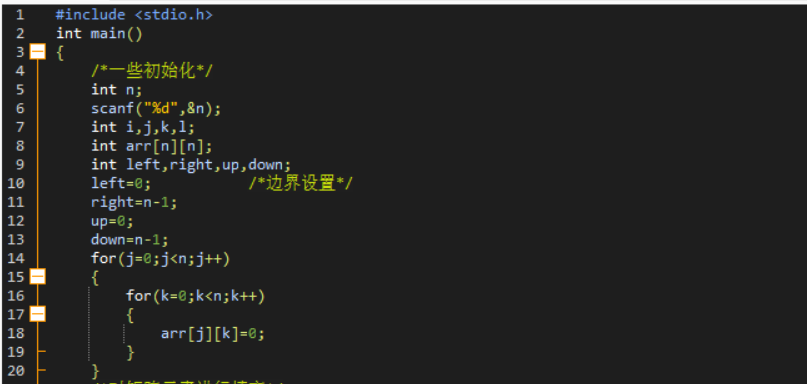 1 #include <stdio.h>
2 int main()
3 {
4 /*一些初始化*/
5 int n;
6 scanf("%d",&n);
7 int i,j,k,l;
8 int arr[n][n];
9 int left,right,up,down;
10 left=0; /*边界设置*/
11 right=n-1;
12 up=0;
13 down=n-1;
14 for(j=0;j<n;j++)
15 {
16 for(k=0;k<n;k++)
17 {
18 arr[j][k]=0;
19 }
20 }